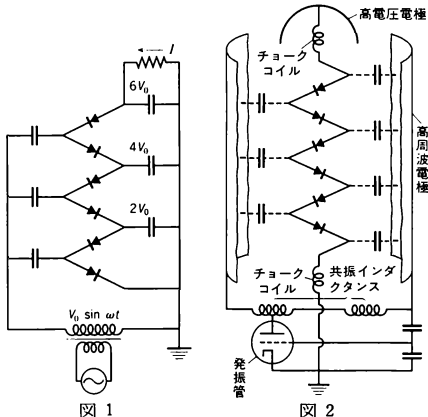 I
6V₀
4V₀
2V₀
V₀ sin ωt
図 1
高電圧電極
チョーク
コイル
高周波電極
チョーク
コイル
共振インダ
クタンス
発振管
図 2